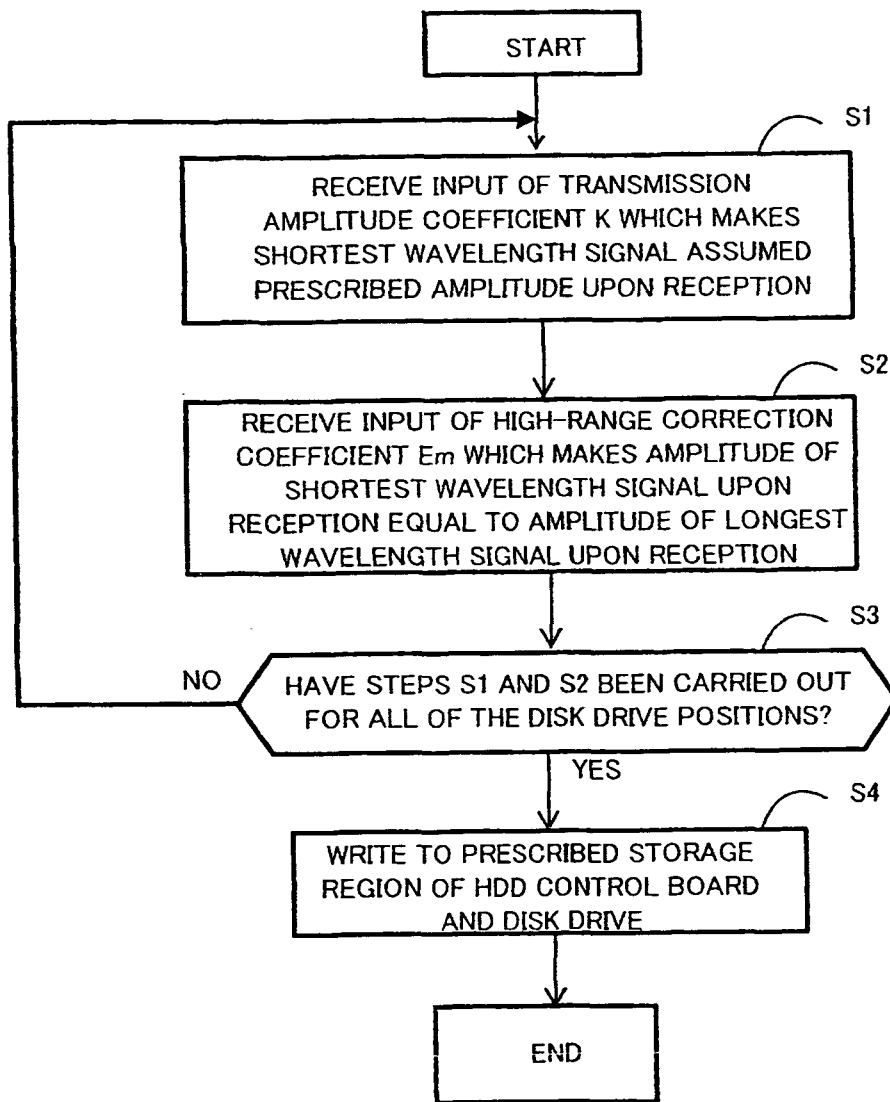 START
S1
RECEIVE INPUT OF TRANSMISSION
AMPLITUDE COEFFICIENT K WHICH MAKES
SHORTEST WAVELENGTH SIGNAL ASSUMED
PRESCRIBED AMPLITUDE UPON RECEPTION
S2
RECEIVE INPUT OF HIGH-RANGE CORRECTION
COEFFICIENT Em WHICH MAKES AMPLITUDE OF
SHORTEST WAVELENGTH SIGNAL UPON
RECEPTION EQUAL TO AMPLITUDE OF LONGEST
WAVELENGTH SIGNAL UPON RECEPTION
S3
NO
HAVE STEPS S1 AND S2 BEEN CARRIED OUT
FOR ALL OF THE DISK DRIVE POSITIONS?
YES
S4
WRITE TO PRESCRIBED STORAGE
REGION OF HDD CONTROL BOARD
AND DISK DRIVE
END